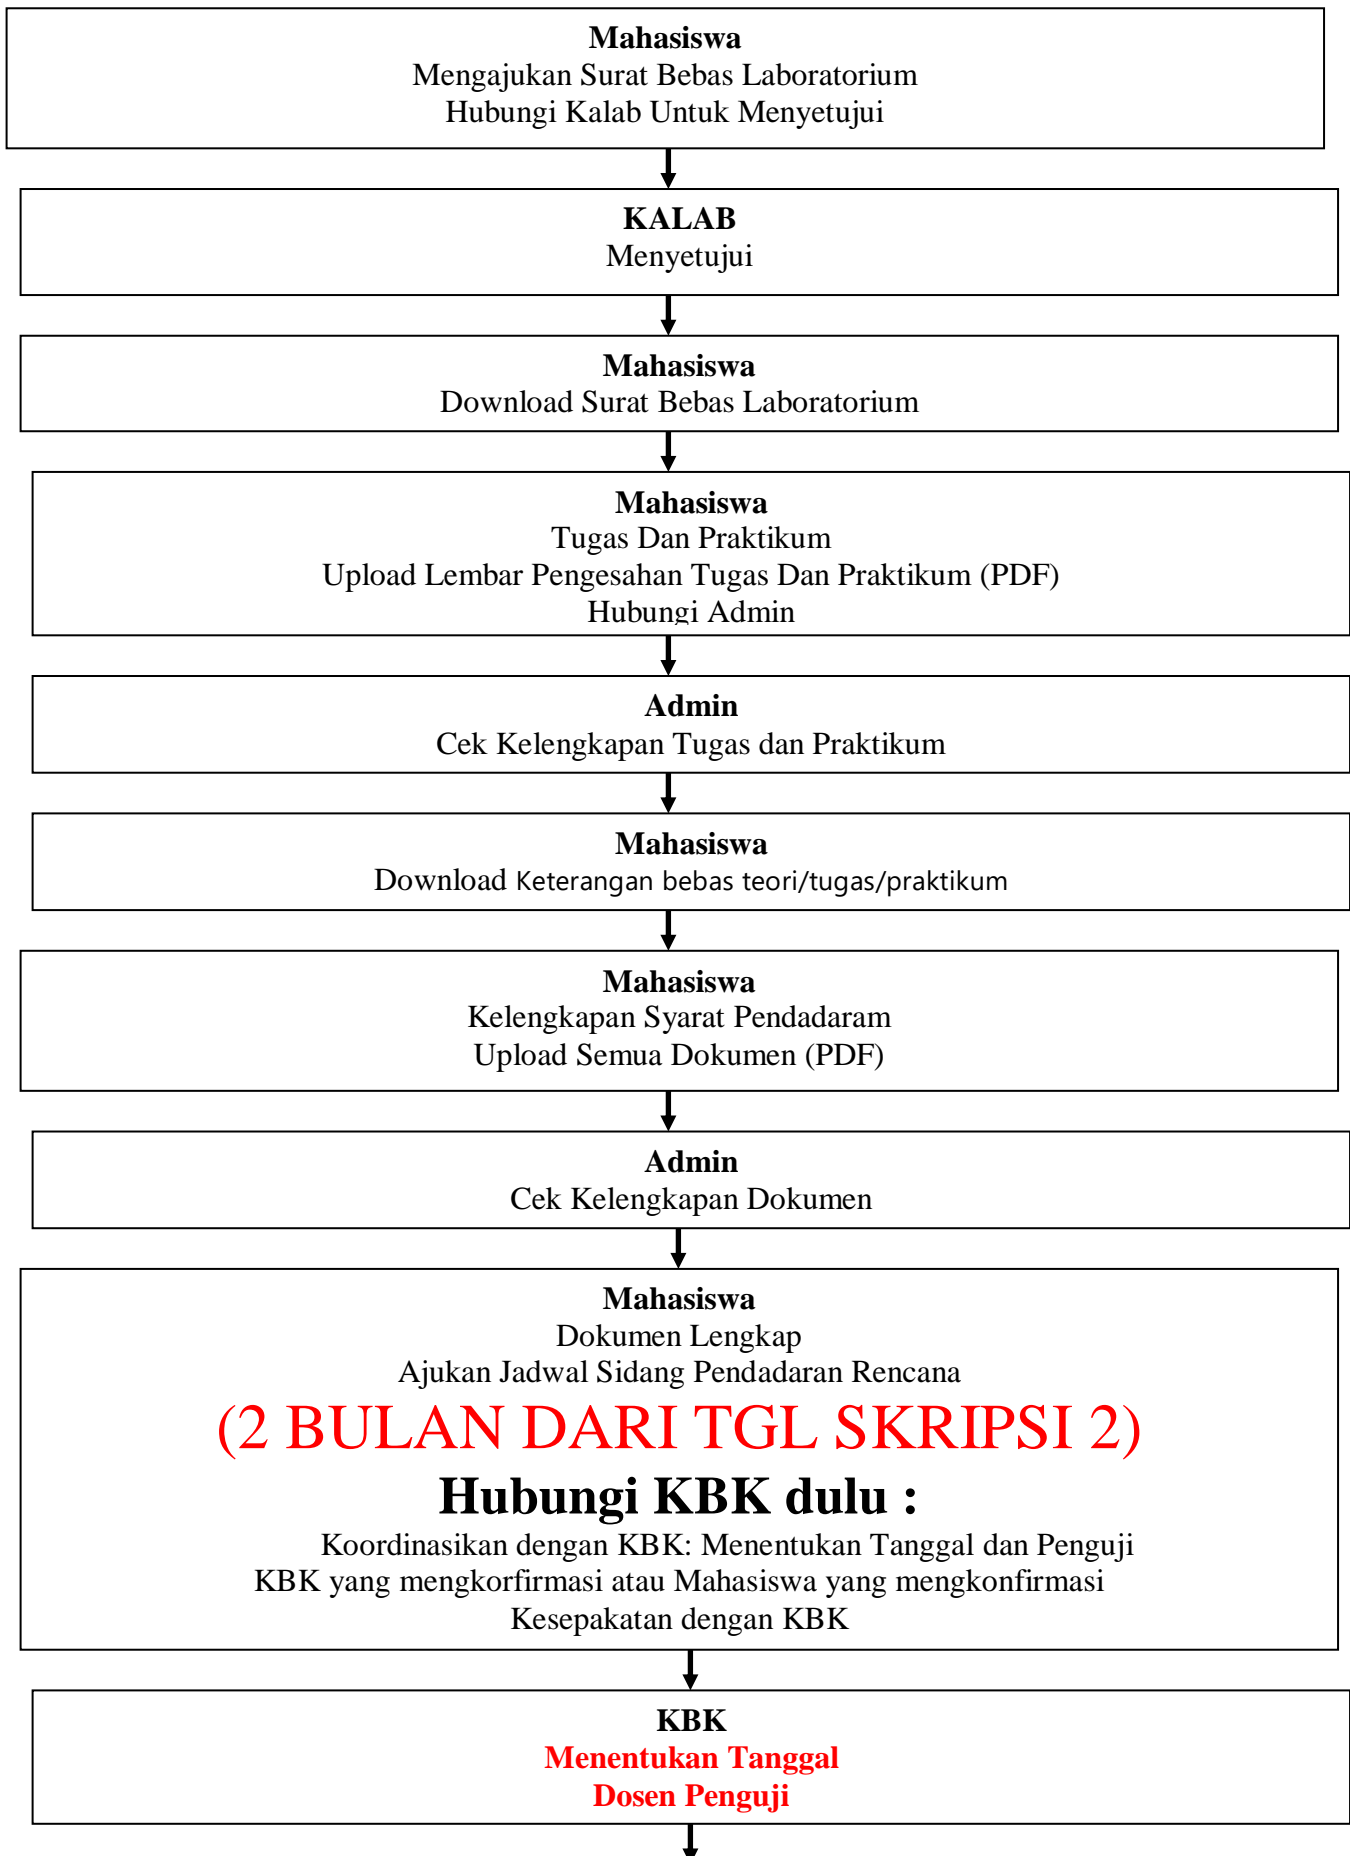 Mahasiswa
Mengajukan Surat Bebas Laboratorium
Hubungi Kalab Untuk Menyetujui
KALAB
Menyetujui
Mahasiswa
Download Surat Bebas Laboratorium
Mahasiswa
Tugas Dan Praktikum
Upload Lembar Pengesahan Tugas Dan Praktikum (PDF)
Hubungi Admin
Admin
Cek Kelengkapan Tugas dan Praktikum
Mahasiswa
Download Keterangan bebas teori/tugas/praktikum
Mahasiswa
Kelengkapan Syarat Pendadaram
Upload Semua Dokumen (PDF)
Admin
Cek Kelengkapan Dokumen
Mahasiswa
Dokumen Lengkap
Ajukan Jadwal Sidang Pendadaran Rencana
(2 BULAN DARI TGL SKRIPSI 2)
Hubungi KBK dulu :
Koordinasikan dengan KBK: Menentukan Tanggal dan Penguji
KBK yang mengkorfirmasi atau Mahasiswa yang mengkonfirmasi
Kesepakatan dengan KBK
KBK
Menentukan Tanggal
Dosen Penguji